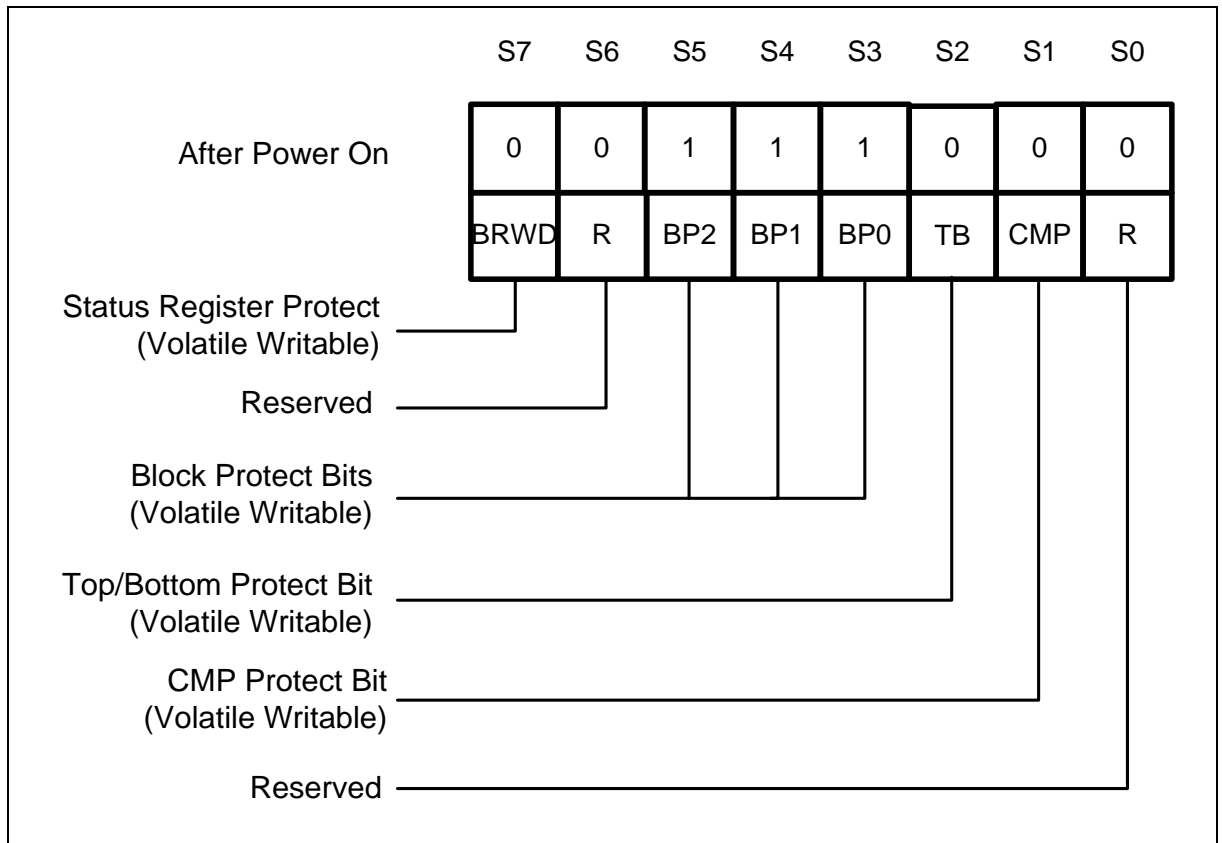 S7 S6 S5 S4 S3 S2 S1 S0
After Power On 0 0 1 1 1 0 0 0
BRWD R BP2 BP1 BP0 TB CMP R
Status Register Protect
(Volatile Writable)
Reserved
Block Protect Bits
(Volatile Writable)
Top/Bottom Protect Bit
(Volatile Writable)
CMP Protect Bit
(Volatile Writable)
Reserved